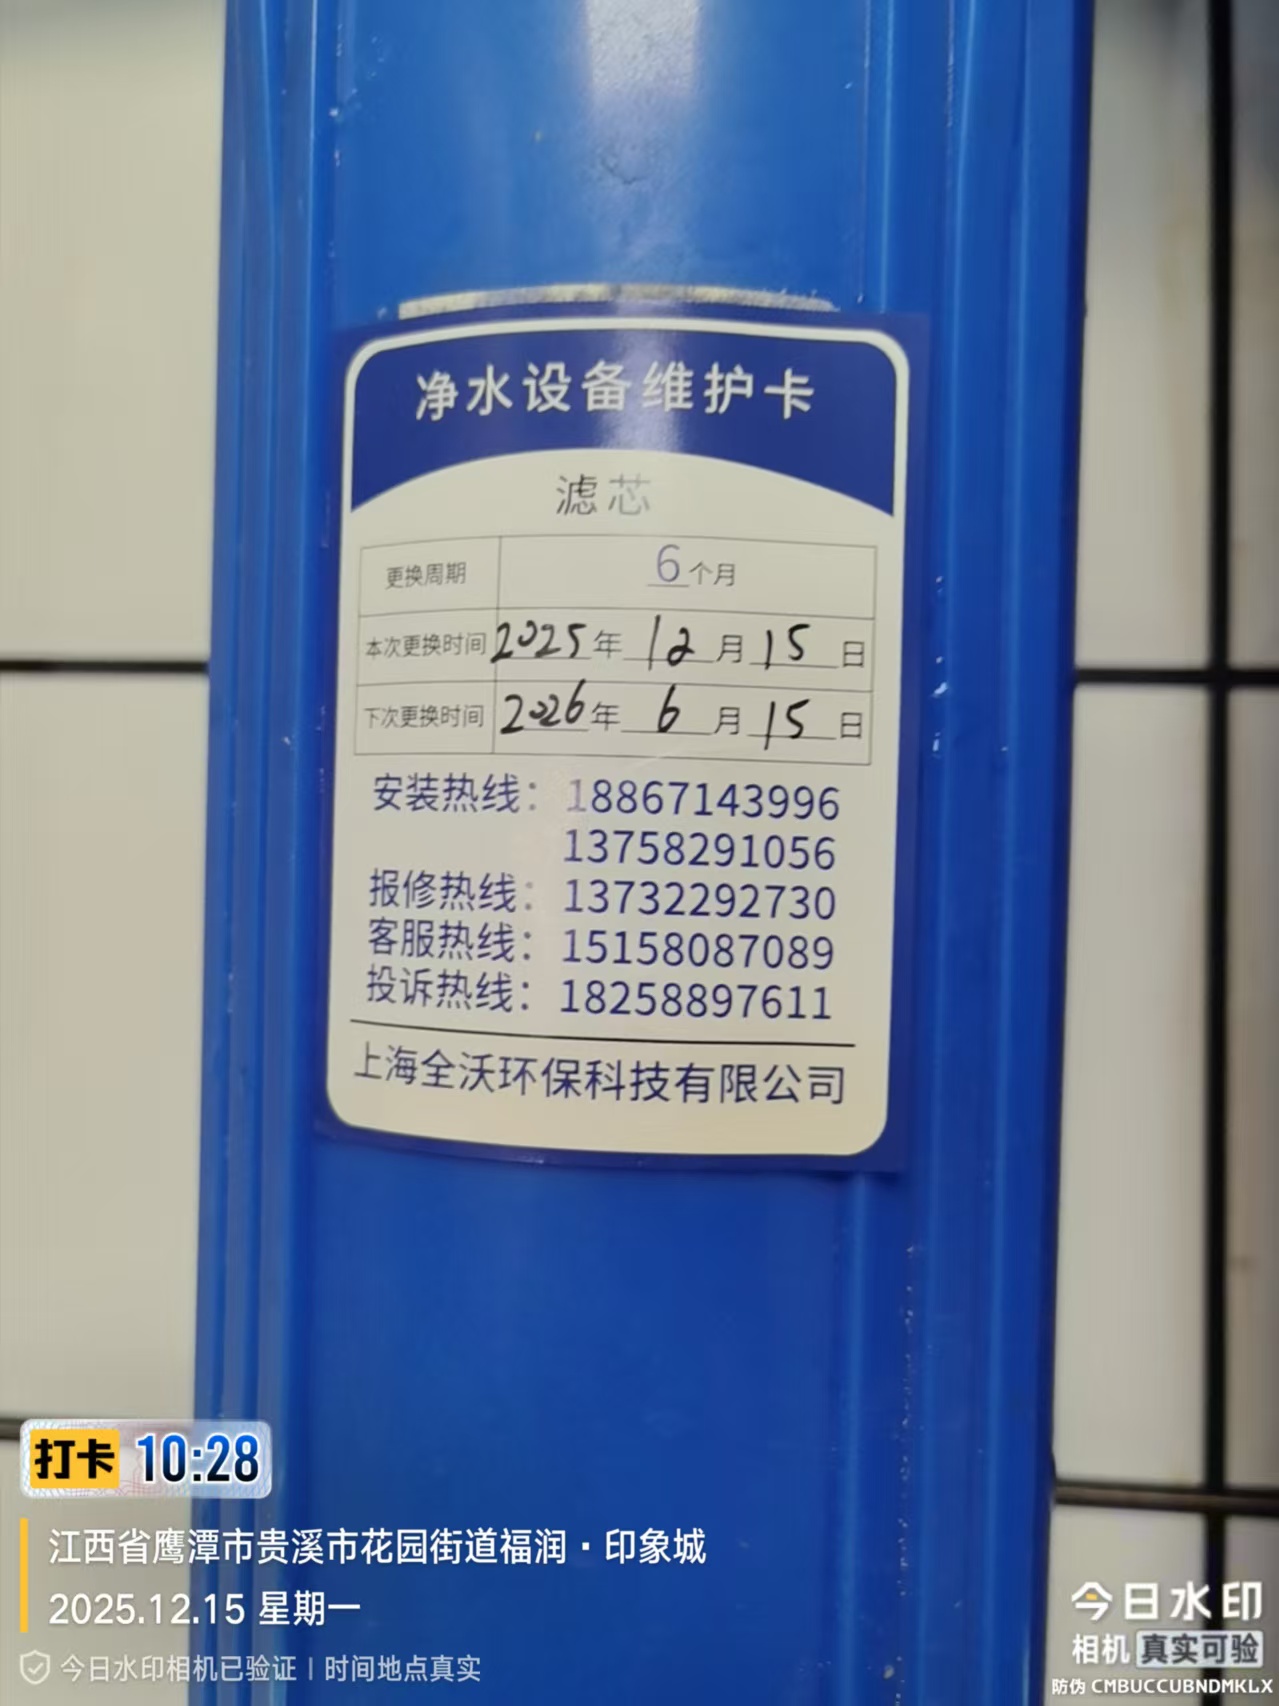 净水设备维护卡
滤芯
更换周期 6个月
本次更换时间 2025年 12月 15日
下次更换时间 2026年 6月 15日
安装热线：18867143996
13758291056
报修热线：13732292730
客服热线：15158087089
投诉热线：18258897611
上海全沃环保科技有限公司
打卡 10:28
江西省鹰潭市贵溪市花园街道福润·印象城
2025.12.15 星期一
今日水印相机已验证 | 时间地点真实
今日水印
相机 真实可验
防伪 CMBUCCUBNDMKLX